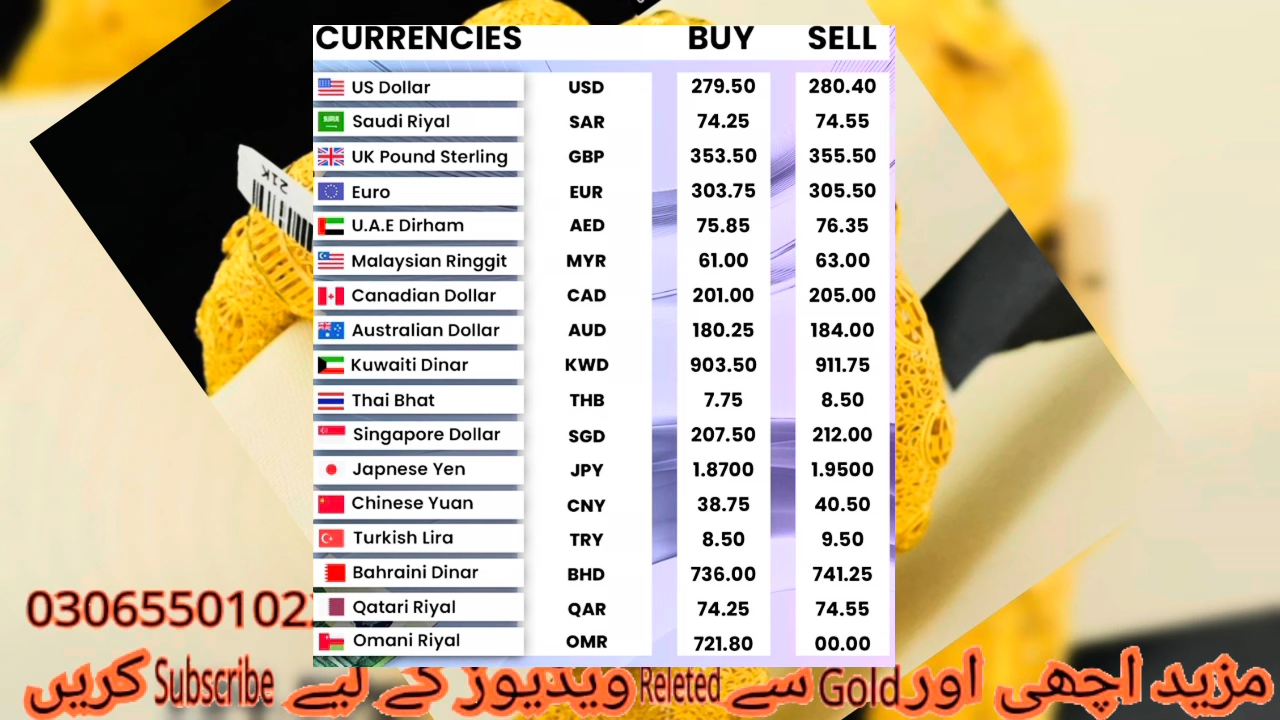 CURRENCIES BUY SELL
US Dollar USD 279.50 280.40
Saudi Riyal SAR 74.25 74.55
UK Pound Sterling GBP 353.50 355.50
Euro EUR 303.75 305.50
U.A.E Dirham AED 75.85 76.35
Malaysian Ringgit MYR 61.00 63.00
Canadian Dollar CAD 201.00 205.00
Australian Dollar AUD 180.25 184.00
Kuwaiti Dinar KWD 903.50 911.75
Thai Bhat THB 7.75 8.50
Singapore Dollar SGD 207.50 212.00
Japnese Yen JPY 1.8700 1.9500
Chinese Yuan CNY 38.75 40.50
Turkish Lira TRY 8.50 9.50
Bahraini Dinar BHD 736.00 741.25
Qatari Riyal QAR 74.25 74.55
Omani Riyal OMR 721.80 00.00
21K
0306550102
مزید اچھی اور Gold سے Releted ویڈیوز کے لیے Subscribe کریں